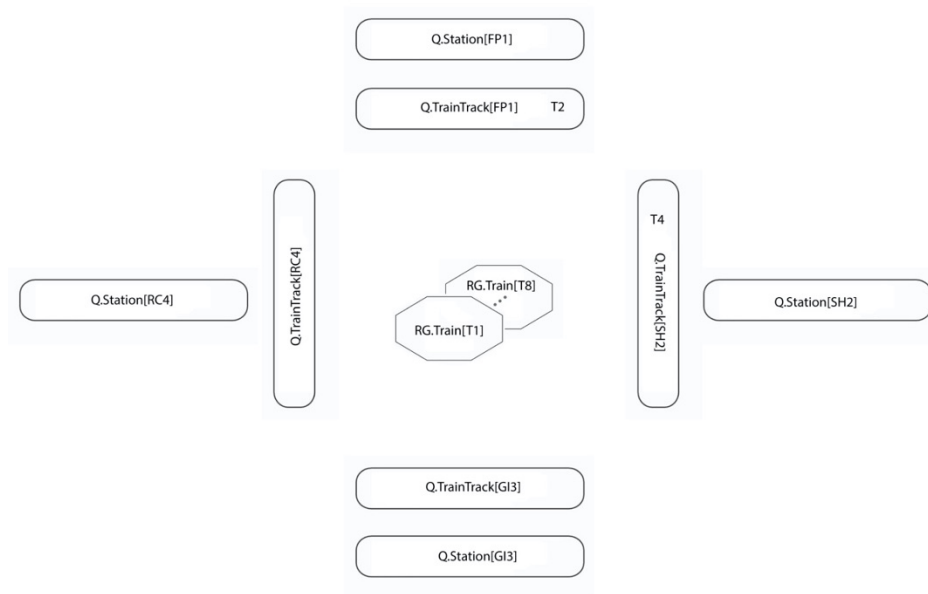 Q.Station[FP1]
Q.TrainTrack[FP1] T2
Q.TrainTrack[RC4]
T4
Q.TrainTrack[SH2]
Q.Station[RC4]
RG.Train[T8]
RG.Train[T1]
Q.Station[SH2]
Q.TrainTrack[GI3]
Q.Station[GI3]